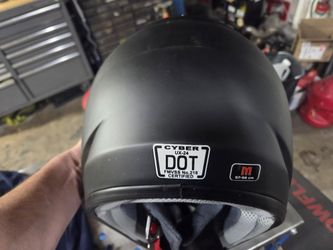 CYBER
UX-24
DOT
FMVSS No.218
CERTIFIED
M
57-58 cm